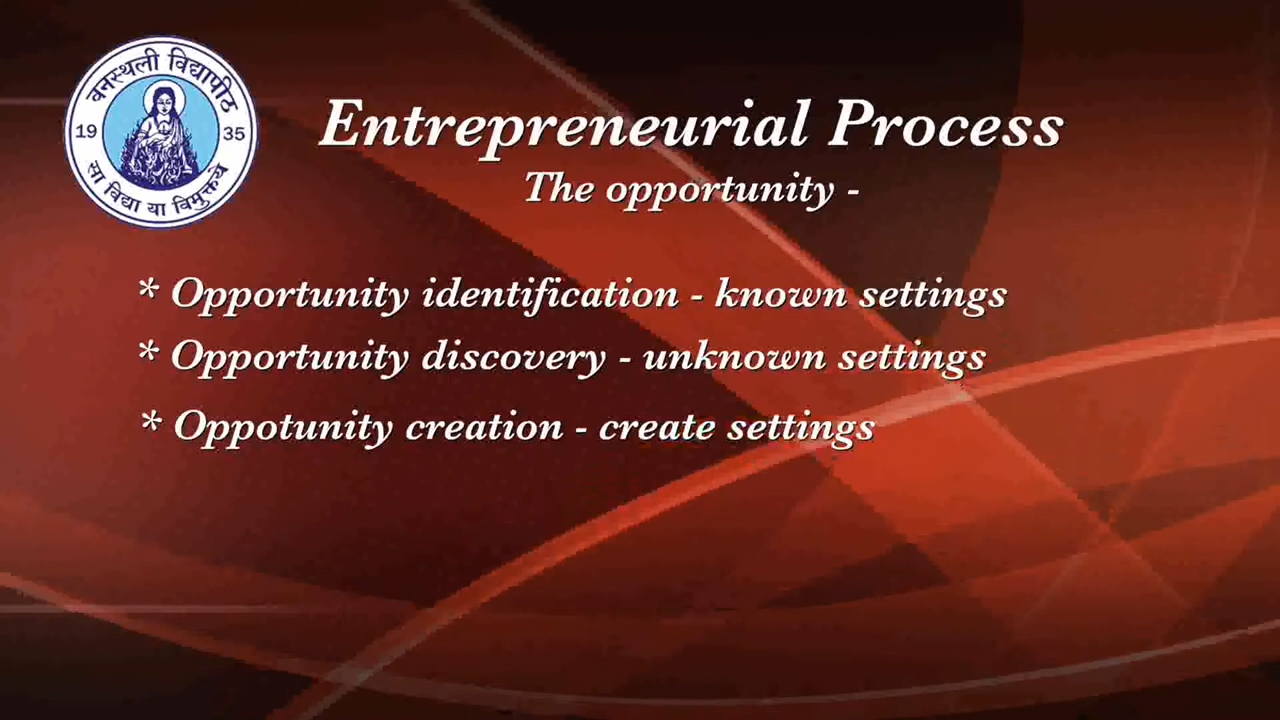 वनस्थली विद्यापीठ
19 35
सा विद्या या विमुक्तये
Entrepreneurial Process
The opportunity -
* Opportunity identification - known settings
* Opportunity discovery - unknown settings
* Oppotunity creation - create settings